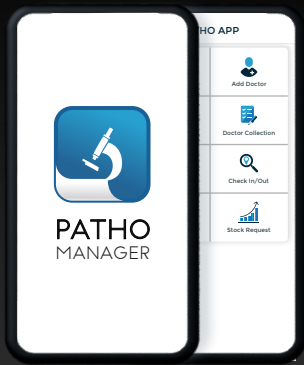 PATHO
MANAGER
HO APP
Add Doctor
Doctor Collection
Check In/Out
Stock Request